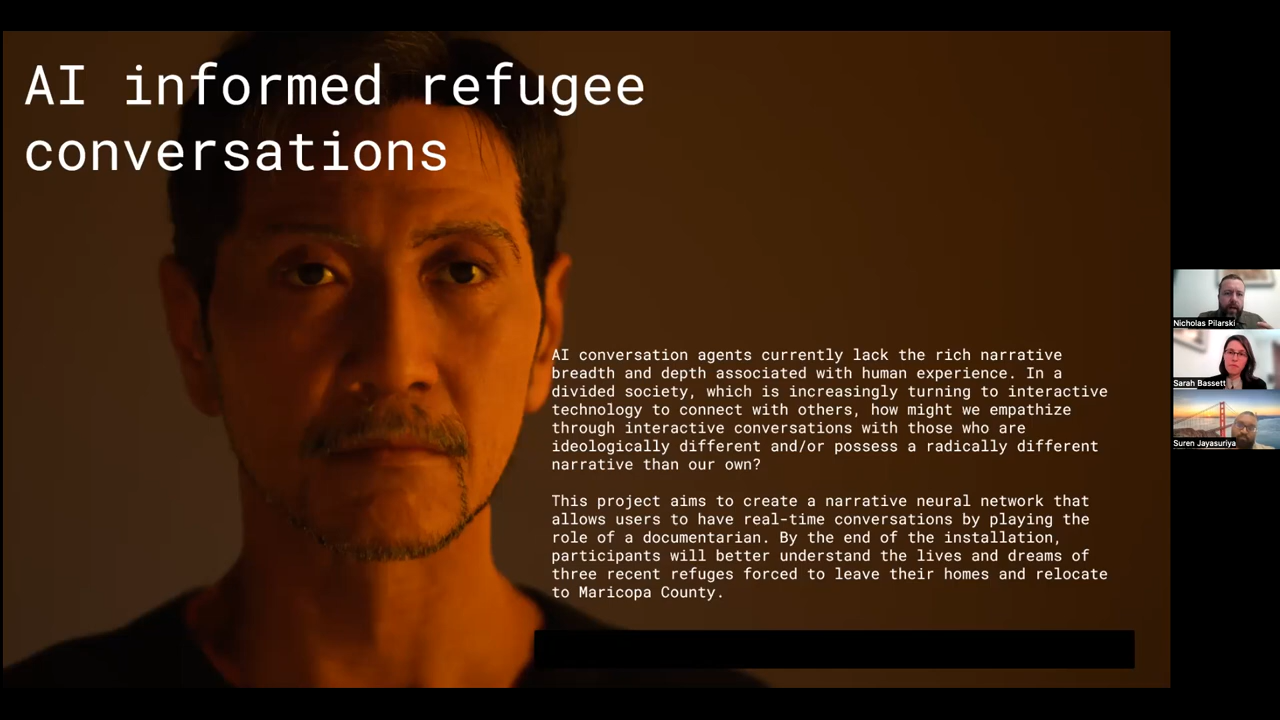 AI informed refugee
conversations
AI conversation agents currently lack the rich narrative
breadth and depth associated with human experience. In a
divided society, which is increasingly turning to interactive
technology to connect with others, how might we empathize
through interactive conversations with those who are
ideologically different and/or possess a radically different
narrative than our own?
This project aims to create a narrative neural network that
allows users to have real-time conversations by playing the
role of a documentarian. By the end of the installation,
participants will better understand the lives and dreams of
three recent refuges forced to leave their homes and relocate
to Maricopa County.
Nicholas Pilarski
Sarah Bassett
Suren Jayasuriya